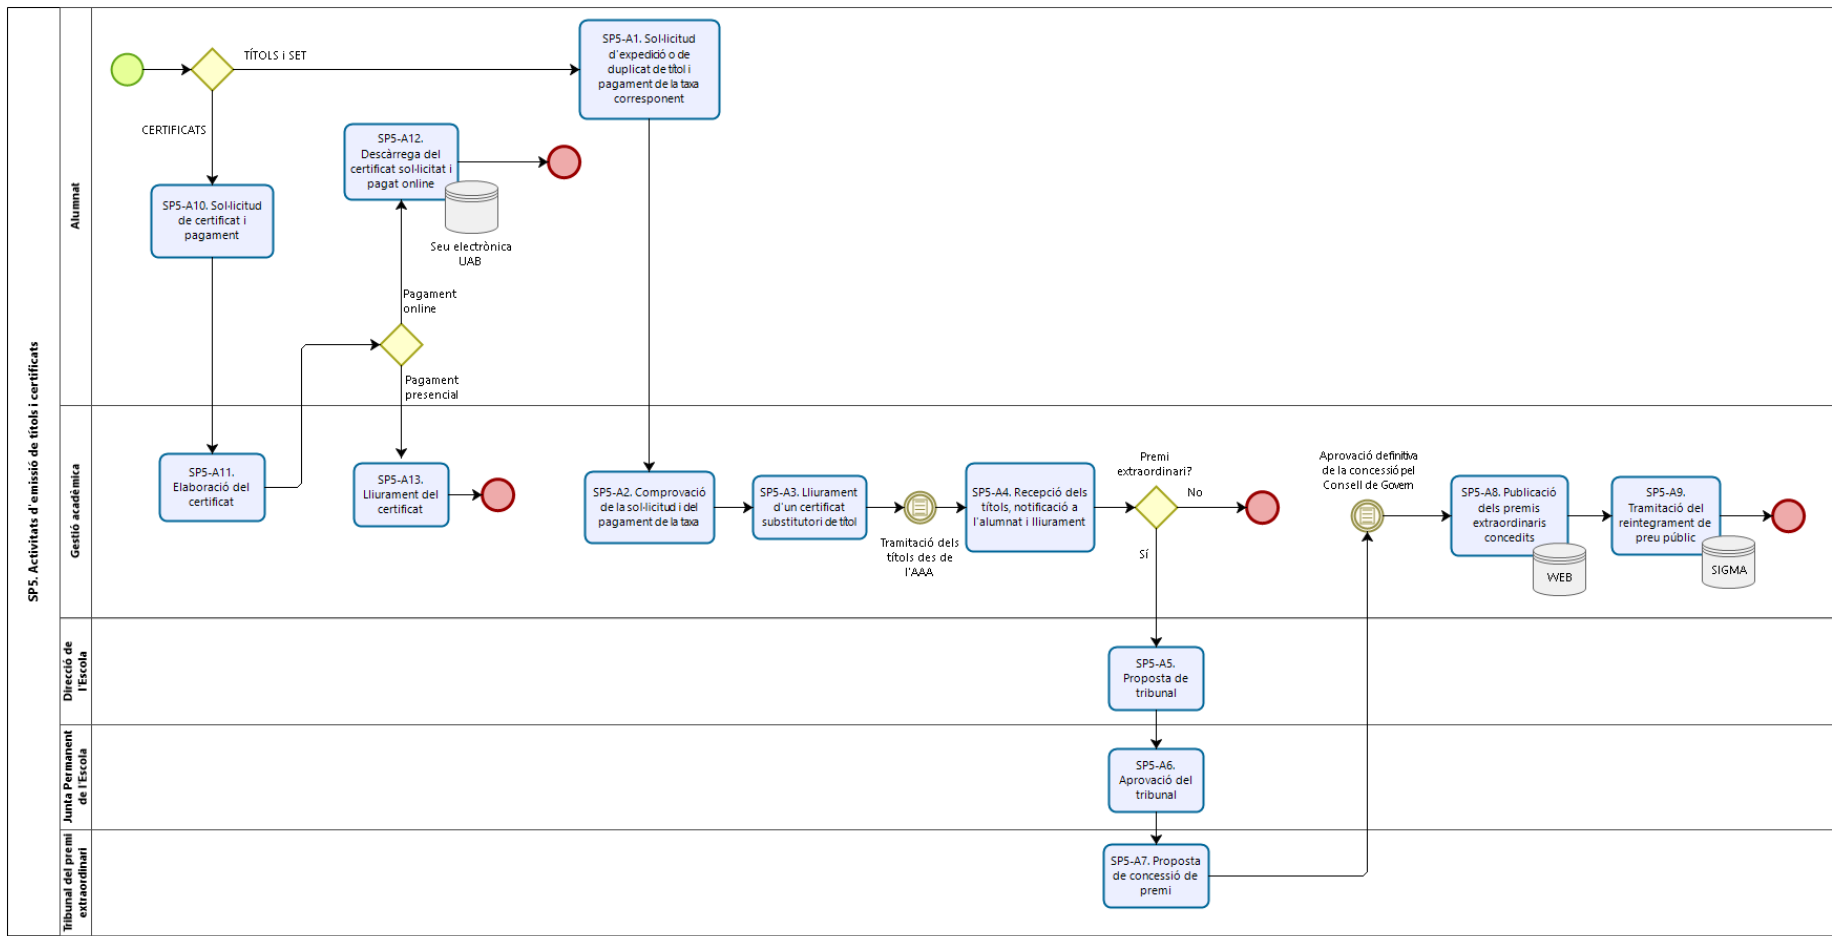 SP5. Activitats d'emissió de títols i certificats
Alumnat
TÍTOLS i SET
CERTIFICATS
SP5-A1. Sol·licitud
d'expedició o de
duplicat de títol i
pagament de la taxa
corresponent
SP5-A12.
Descàrrega del
certificat sol·licitat i
pagat online
Seu electrònica
UAB
SP5-A10. Sol·licitud
de certificat i
pagament
Pagament
online
Pagament
presencial
Gestió acadèmica
SP5-A11.
Elaboració del
certificat
SP5-A13.
Lliurament del
certificat
SP5-A2. Comprovació
de la sol·licitud i del
pagament de la taxa
SP5-A3. Lliurament
d'un certificat
substitutori de títol
Tramitació dels
títols des de
l'AAA
SP5-A4. Recepció dels
títols, notificació a
l'alumnat i lliurament
Premi
extraordinari?
No
Sí
Aprovació definitiva
de la concessió pel
Consell de Govern
SP5-A8. Publicació
dels premis
extraordinaris
concedits
WEB
SP5-A9.
Tramitació del
reintegrament de
preu públic
SIGMA
Direcció de
l'Escola
SP5-A5.
Proposta de
tribunal
Junta Permanent
de l'Escola
SP5-A6.
Aprovació del
tribunal
Tribunal del premi
extraordinari
SP5-A7. Proposta
de concessió de
premi